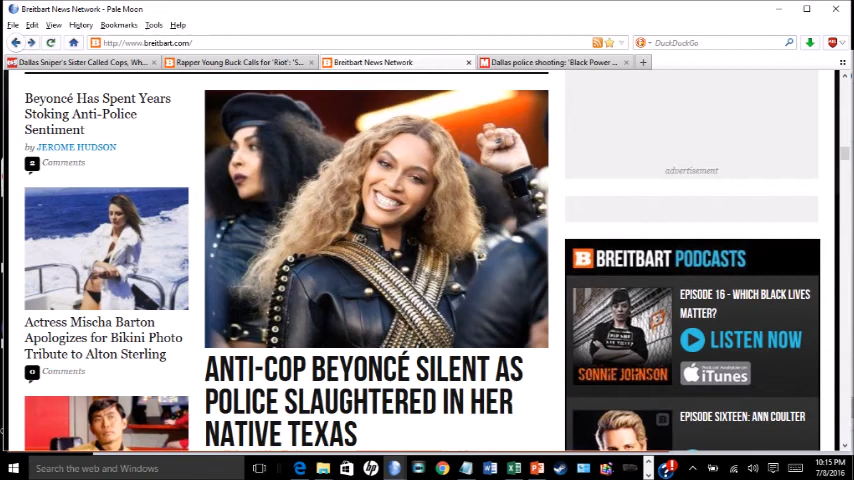 Breitbart News Network - Pale Moon
File Edit View History Bookmarks Tools Help
http://www.breitbart.com/
DuckDuckGo
Dallas Sniper's Sister Called Cops, Wh...
Rapper Young Buck Calls for 'Riot': 'S...
Breitbart News Network
Dallas police shooting: 'Black Power ...
Beyoncé Has Spent Years
Stoking Anti-Police
Sentiment
by JEROME HUDSON
2 Comments
Actress Mischa Barton
Apologizes for Bikini Photo
Tribute to Alton Sterling
0 Comments
ANTI-COP BEYONCÉ SILENT AS
POLICE SLAUGHTERED IN HER
NATIVE TEXAS
advertisement
B BREITBART PODCASTS
SONNIE JOHNSON
EPISODE 16 - WHICH BLACK LIVES
MATTER?
LISTEN NOW
iTunes
EPISODE SIXTEEN: ANN COULTER
Search the web and Windows
10:15 PM
7/8/2016